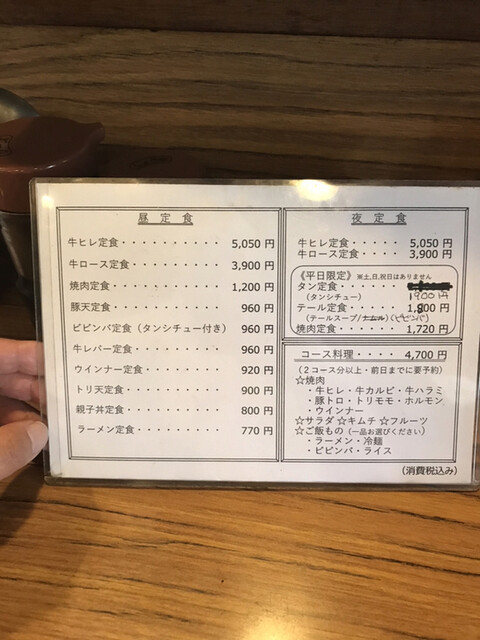 昼 定 食
牛ヒレ定食・・・・・・・・・ 5,050 円
牛ロース定食・・・・・・・・ 3,900 円
焼肉定食・・・・・・・・・・ 1,200 円
豚天定食・・・・・・・・・・ 960 円
ビビンバ定食（タンシチュー付き） 960 円
牛レバー定食・・・・・・・・ 960 円
ウインナー定食・・・・・・・ 920 円
トリ天定食・・・・・・・・・ 900 円
親子丼定食・・・・・・・・・ 800 円
ラーメン定食・・・・・・・・ 770 円
夜 定 食
牛ヒレ定食・・・・・ 5,050 円
牛ロース定食・・・・ 3,900 円
《平日限定》※土,日,祝日はありません
タン定食・・・・・・
（タンシチュー） 1900円
テール定食・・・・・ 1,800 円
（テールスープ/ナムル）（ビビンバ）
焼肉定食・・・・・・ 1,720 円
コース料理・・・・ 4,700 円
（２コース分以上・前日までに要予約）
☆焼肉
・牛ヒレ・牛カルビ・牛ハラミ
・豚トロ・トリモモ・ホルモン
・ウインナー
☆サラダ ☆キムチ ☆フルーツ
☆ご飯もの（一品お選びください）
・ラーメン・冷麺
・ビビンバ・ライス
（消費税込み）